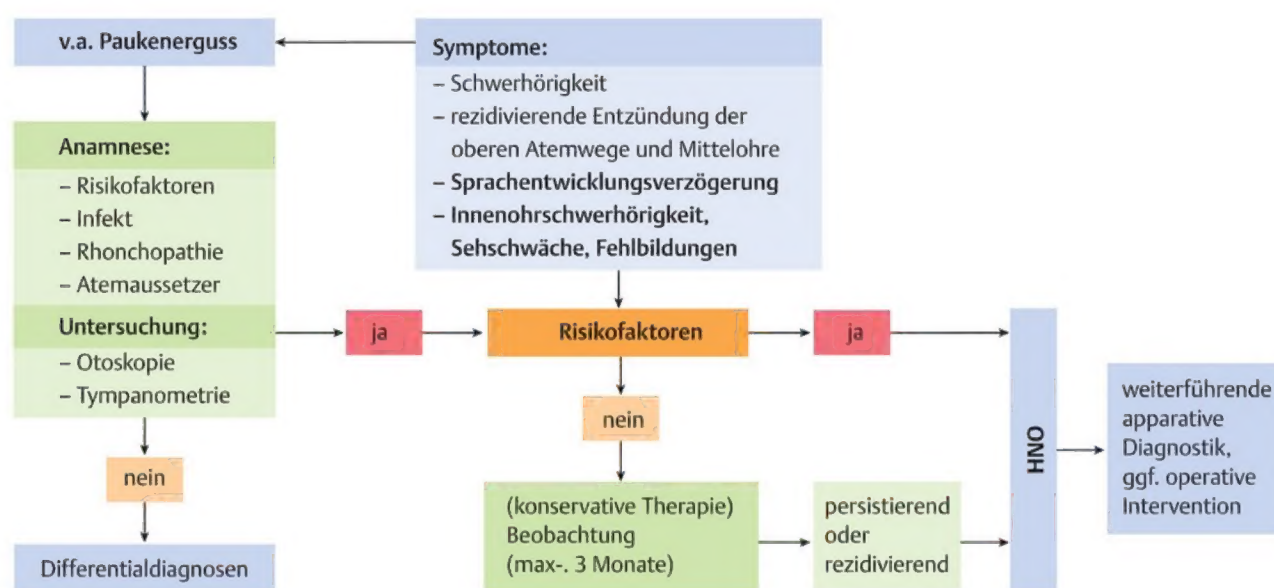 v.a. Paukenerguss
Symptome:
– Schwerhörigkeit
– rezidivierende Entzündung der
oberen Atemwege und Mittelohre
– Sprachentwicklungsverzögerung
– Innenohrschwerhörigkeit,
Sehschwäche, Fehlbildungen
Anamnese:
– Risikofaktoren
– Infekt
– Rhonchopathie
– Atemaussetzer
Untersuchung:
– Otoskopie
– Tympanometrie
ja
Risikofaktoren
ja
nein
nein
Differentialdiagnosen
(konservative Therapie)
Beobachtung
(max-. 3 Monate)
persistierend
oder
rezidivierend
HNO
weiterführende
apparative
Diagnostik,
ggf. operative
Intervention